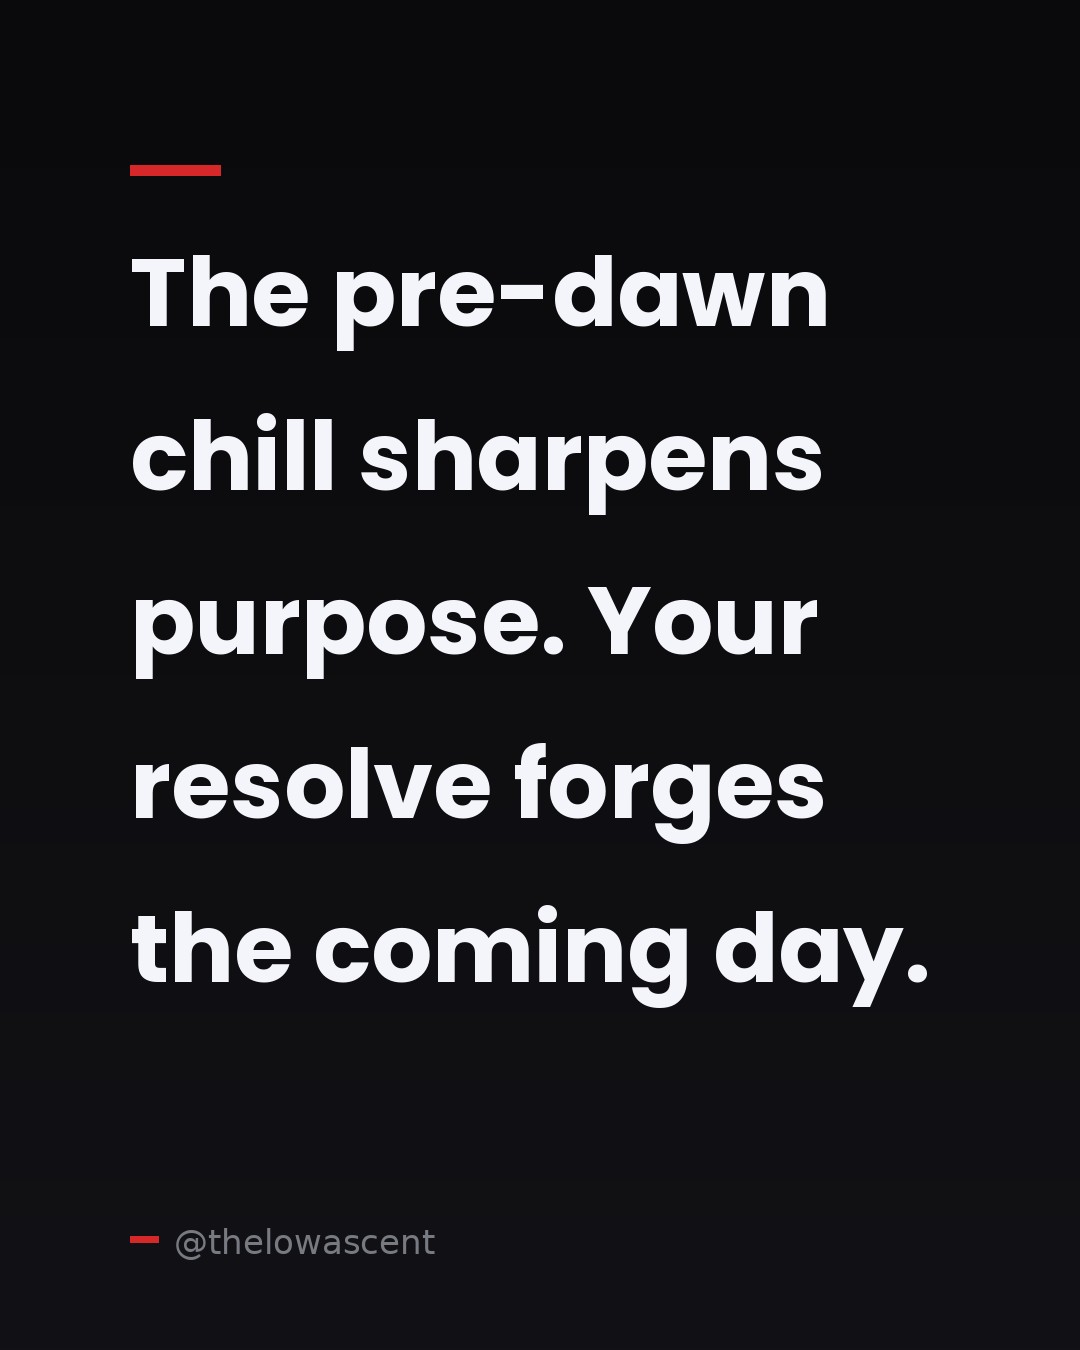 The pre-dawn
chill sharpens
purpose. Your
resolve forges
the coming day.
@thelowascent